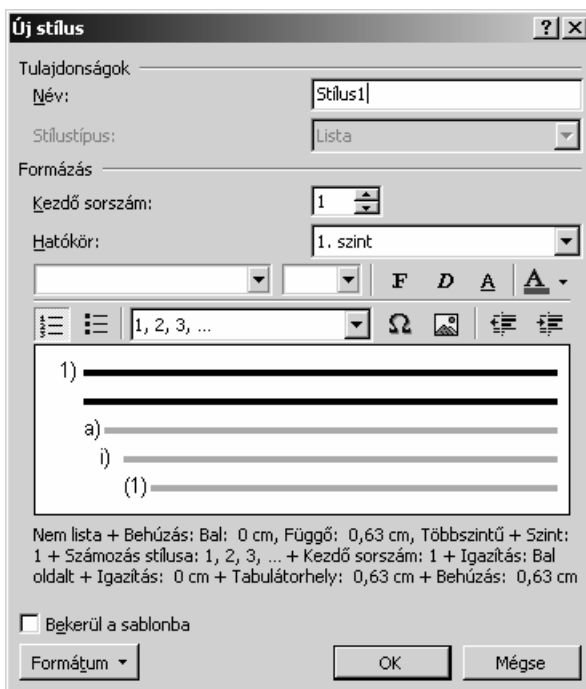 Új stílus
Tulajdonságok
Név: Stílus1
Stílustípus: Lista
Formázás
Kezdő sorszám: 1
Hatókör: 1. szint
F D A A
1, 2, 3, ... Ω
1)
a)
i)
(1)
Nem lista + Behúzás: Bal: 0 cm, Függő: 0,63 cm, Többszintű + Szint:
1 + Számozás stílusa: 1, 2, 3, ... + Kezdő sorszám: 1 + Igazítás: Bal
oldalt + Igazítás: 0 cm + Tabulátorhely: 0,63 cm + Behúzás: 0,63 cm
Bekerül a sablonba
Formátum OK Mégse